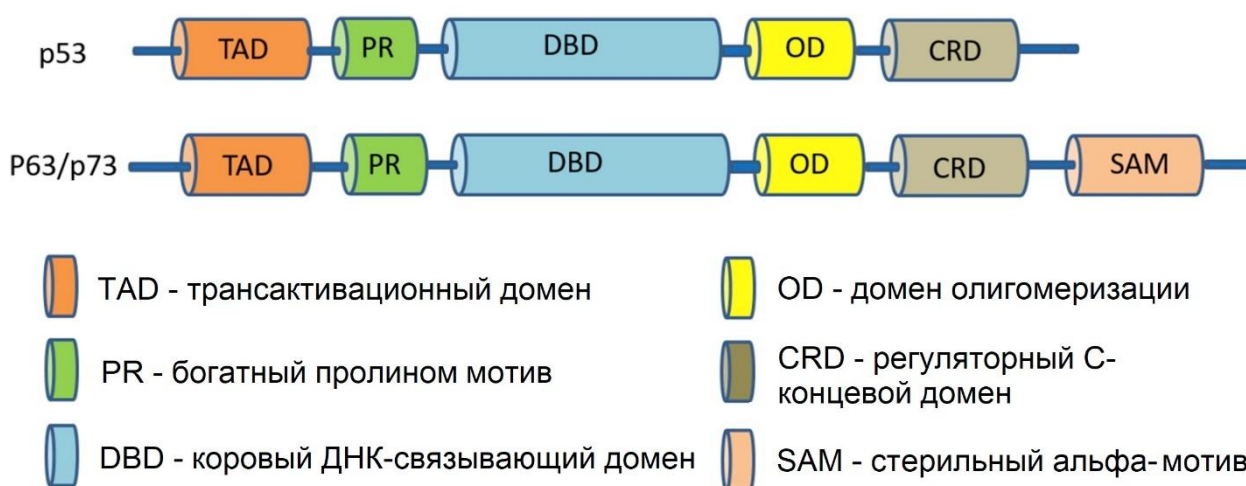 p53
TAD PR DBD OD CRD
P63/p73
TAD PR DBD OD CRD SAM
TAD - трансактивационный домен
PR - богатный пролином мотив
DBD - коровый ДНК-связывающий домен
OD - домен олигомеризации
CRD - регуляторный С-
концевой домен
SAM - стерильный альфа-мотив